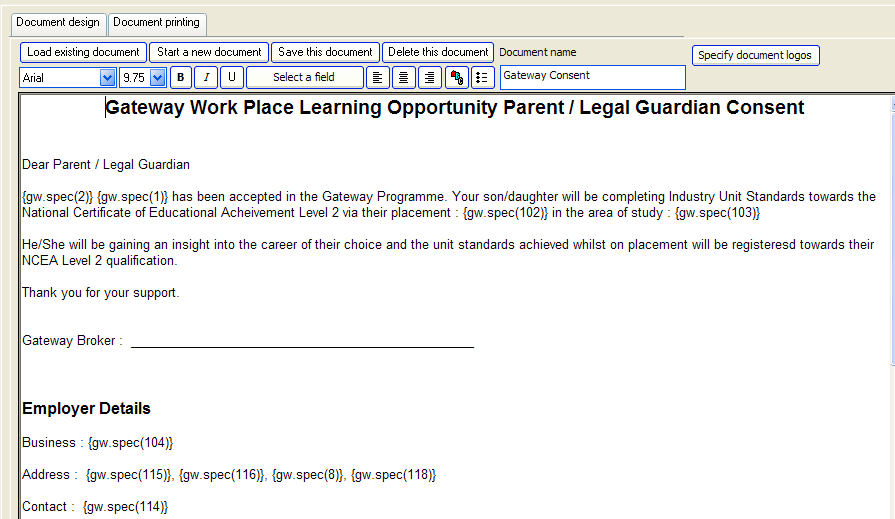 Document design Document printing
Load existing document Start a new document Save this document Delete this document Document name Specify document logos
Arial 9.75 B I U Select a field Gateway Consent
Gateway Work Place Learning Opportunity Parent / Legal Guardian Consent
Dear Parent / Legal Guardian
{gw.spec(2)} {gw.spec(1)} has been accepted in the Gateway Programme. Your son/daughter will be completing Industry Unit Standards towards the
National Certificate of Educational Acheivement Level 2 via their placement : {gw.spec(102)} in the area of study : {gw.spec(103)}
He/She will be gaining an insight into the career of their choice and the unit standards achieved whilst on placement will be registeresd towards their
NCEA Level 2 qualification.
Thank you for your support.
Gateway Broker : _______________________________________________
Employer Details
Business : {gw.spec(104)}
Address : {gw.spec(115)}, {gw.spec(116)}, {gw.spec(8)}, {gw.spec(118)}
Contact : {gw.spec(114)}